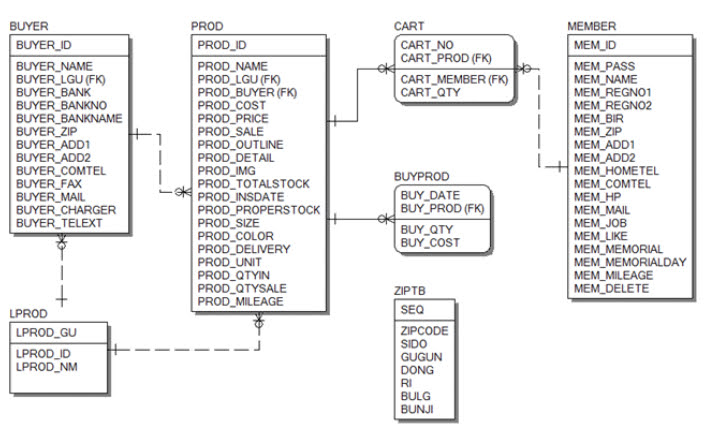 BUYER
BUYER_ID
BUYER_NAME
BUYER_LGU (FK)
BUYER_BANK
BUYER_BANKNO
BUYER_BANKNAME
BUYER_ZIP
BUYER_ADD1
BUYER_ADD2
BUYER_COMTEL
BUYER_FAX
BUYER_MAIL
BUYER_CHARGER
BUYER_TELEXT
LPROD
LPROD_GU
LPROD_ID
LPROD_NM
PROD
PROD_ID
PROD_NAME
PROD_LGU (FK)
PROD_BUYER (FK)
PROD_COST
PROD_PRICE
PROD_SALE
PROD_OUTLINE
PROD_DETAIL
PROD_IMG
PROD_TOTALSTOCK
PROD_INSDATE
PROD_PROPERSTOCK
PROD_SIZE
PROD_COLOR
PROD_DELIVERY
PROD_UNIT
PROD_QTYIN
PROD_QTYSALE
PROD_MILEAGE
CART
CART_NO
CART_PROD (FK)
CART_MEMBER (FK)
CART_QTY
BUYPROD
BUY_DATE
BUY_PROD (FK)
BUY_QTY
BUY_COST
ZIPTB
SEQ
ZIPCODE
SIDO
GUGUN
DONG
RI
BULG
BUNJI
MEMBER
MEM_ID
MEM_PASS
MEM_NAME
MEM_REGNO1
MEM_REGNO2
MEM_BIR
MEM_ZIP
MEM_ADD1
MEM_ADD2
MEM_HOMETEL
MEM_COMTEL
MEM_HP
MEM_MAIL
MEM_JOB
MEM_LIKE
MEM_MEMORIAL
MEM_MEMORIALDAY
MEM_MILEAGE
MEM_DELETE